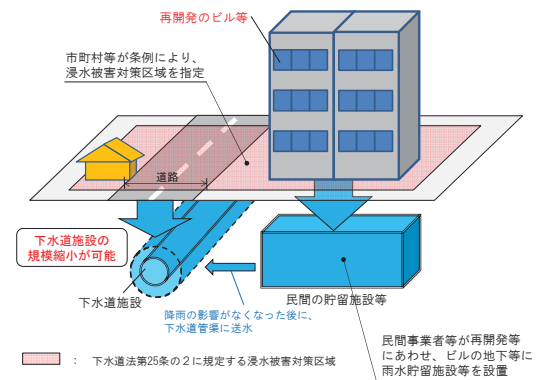 再開発のビル等
市町村等が条例により、
浸水被害対策区域を指定
道路
下水道施設の
規模縮小が可能
下水道施設
民間の貯留施設等
降雨の影響がなくなった後に、
下水道管渠に送水
民間事業者等が再開発等
にあわせ、ビルの地下等に
雨水貯留施設等を設置
： 下水道法第25条の２に規定する浸水被害対策区域